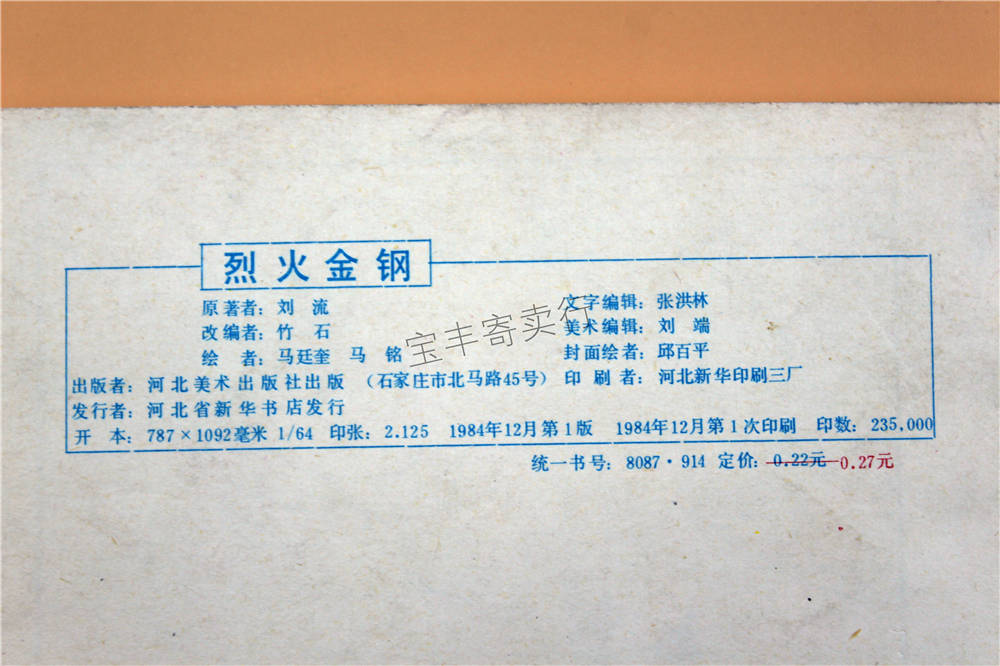 烈火金钢
原著者：刘 流 文字编辑：张洪林
改编者：竹 石 美术编辑：刘 端
绘 者：马廷奎 马 铭 封面绘者：邱百平
出版者：河北美术出版社出版 （石家庄市北马路45号） 印刷者：河北新华印刷三厂
发行者：河北省新华书店发行
开 本：787×1092毫米 1/64 印张：2.125 1984年12月第1版 1984年12月第1次印刷 印数：235,000
统一书号：8087·914 定价：0.22元 0.27元
宝丰寄卖行